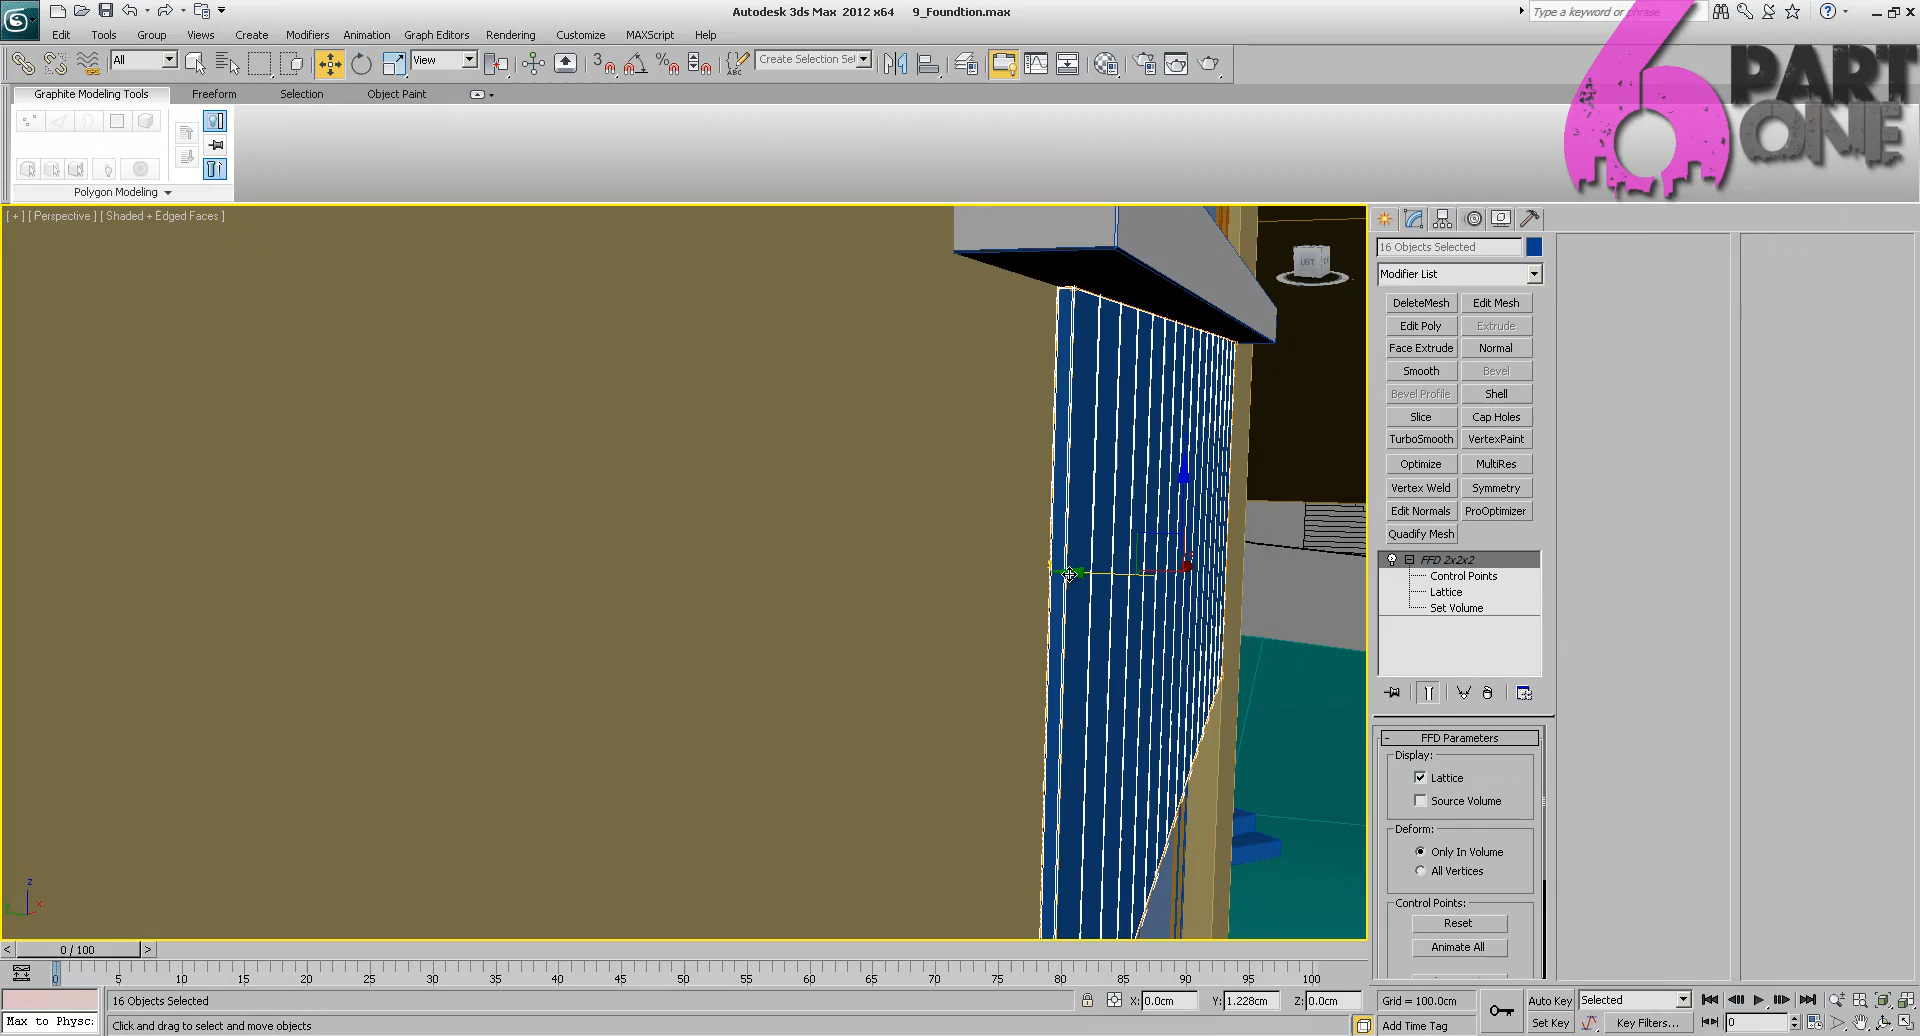 Autodesk 3ds Max 2012 x64 9_Foundtion.max
Type a keyword or phrase
Edit Tools Group Views Create Modifiers Animation Graph Editors Rendering Customize MAXScript Help
All View Create Selection Sel
3
6 PART ONE
Graphite Modeling Tools Freeform Selection Object Paint
Polygon Modeling
[ + ] [ Perspective ] [ Shaded + Edged Faces ]
LEFT
16 Objects Selected
Modifier List
DeleteMesh Edit Mesh
Edit Poly Extrude
Face Extrude Normal
Smooth Bevel
Bevel Profile Shell
Slice Cap Holes
TurboSmooth VertexPaint
Optimize MultiRes
Vertex Weld Symmetry
Edit Normals ProOptimizer
Quadify Mesh
FFD 2x2x2
Control Points
Lattice
Set Volume
- FFD Parameters
Display:
Lattice
Source Volume
Deform:
Only In Volume
All Vertices
Control Points:
Reset
Animate All
z
x
< 0 / 100 >
0 5 10 15 20 25 30 35 40 45 50 55 60 65 70 75 80 85 90 95 100
16 Objects Selected X: 0.0cm Y: 1.228cm Z: 0.0cm Grid = 100.0cm Auto Key Selected
Max to Physc: Click and drag to select and move objects Add Time Tag Set Key Key Filters... 0